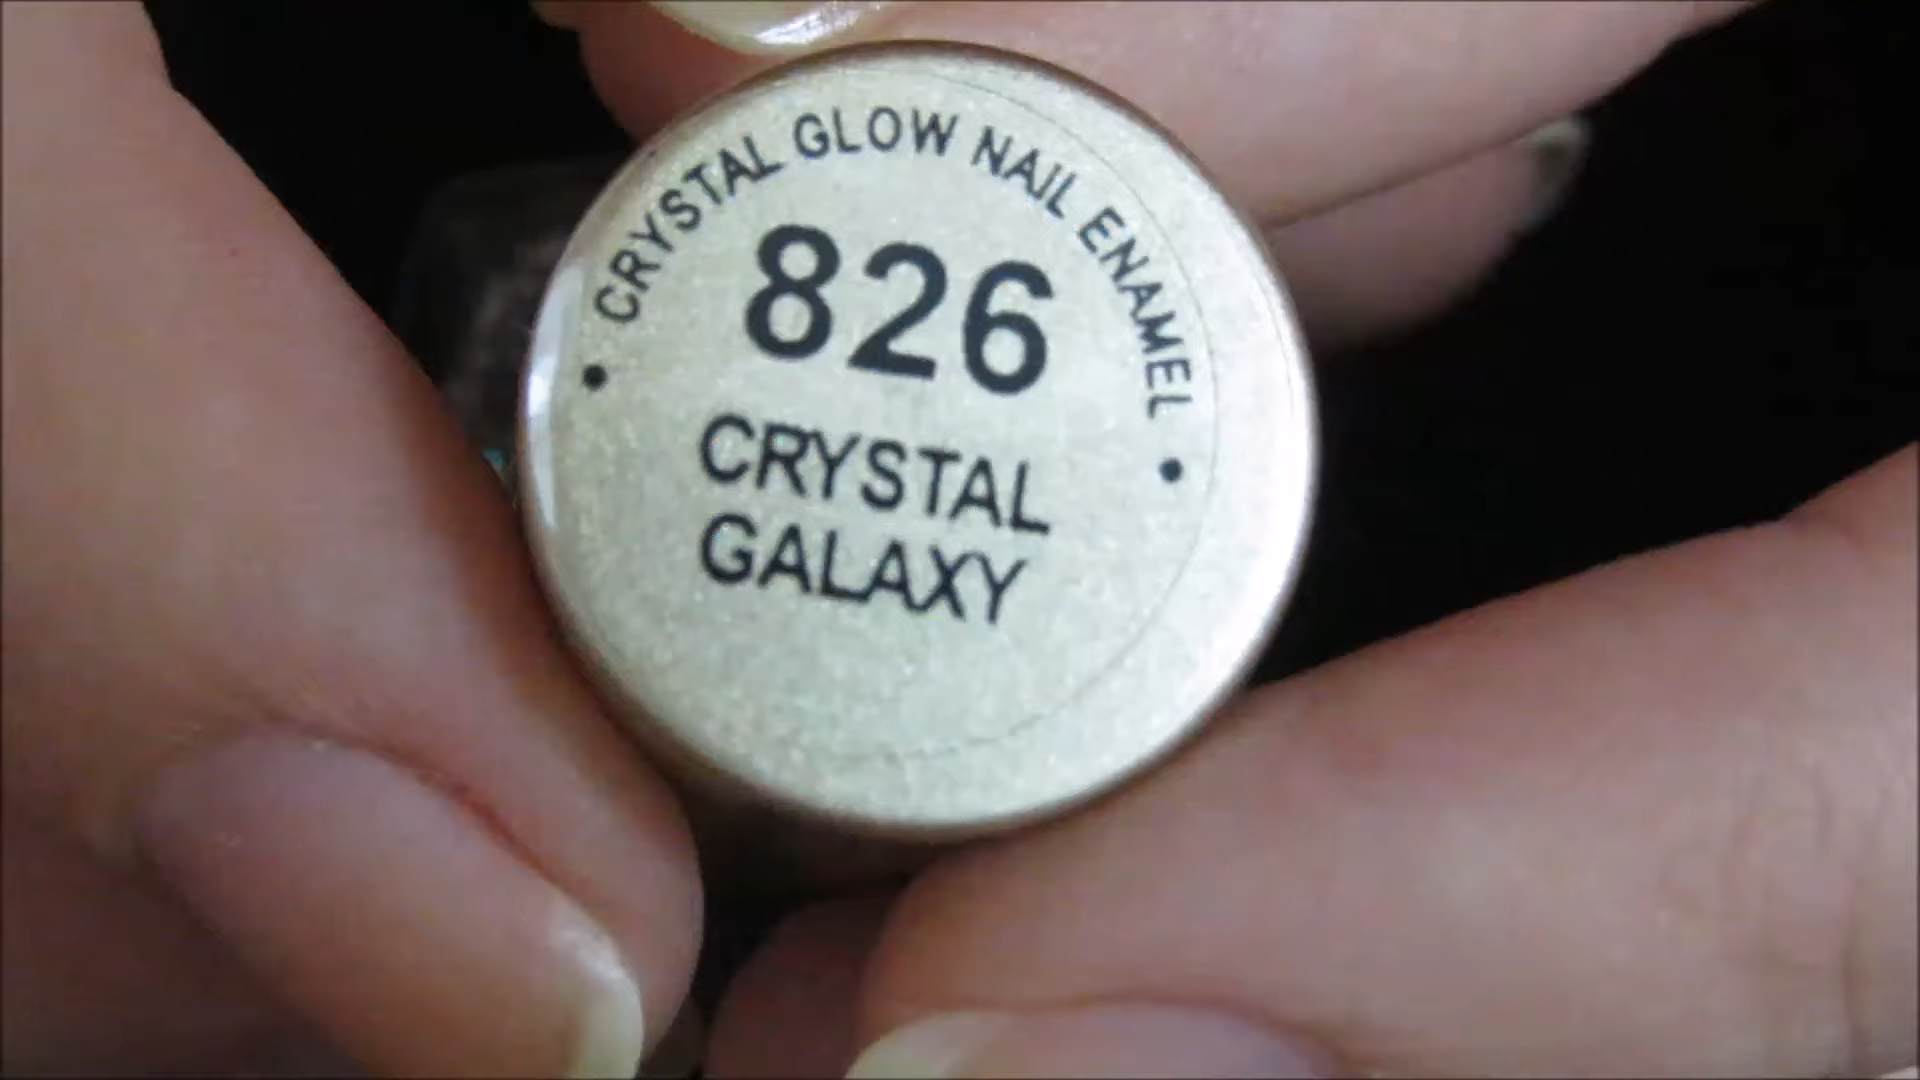 • CRYSTAL GLOW NAIL ENAMEL •
826
CRYSTAL
GALAXY